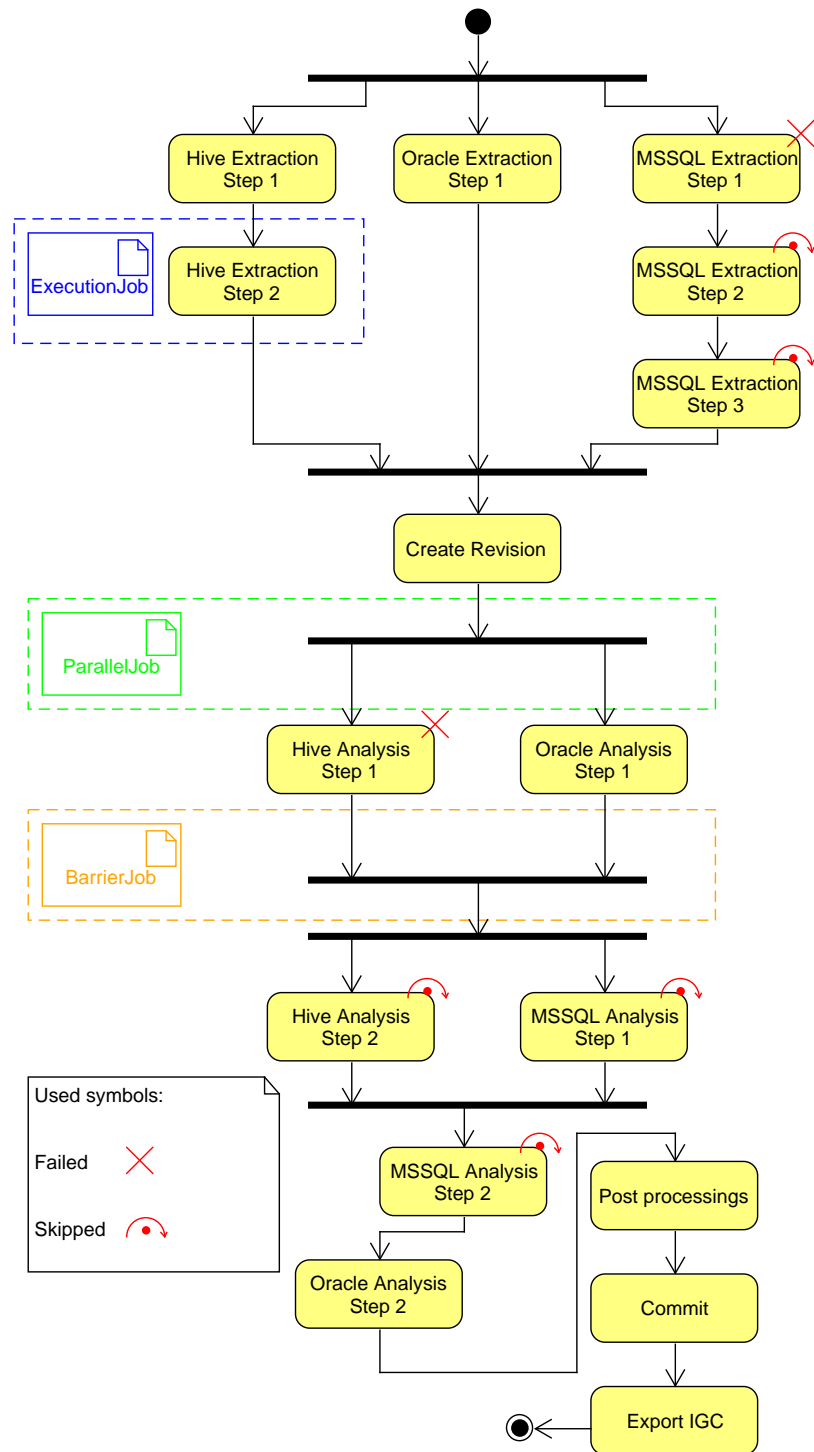 Hive Extraction
Step 1
Oracle Extraction
Step 1
MSSQL Extraction
Step 1
ExecutionJob
Hive Extraction
Step 2
MSSQL Extraction
Step 2
MSSQL Extraction
Step 3
Create Revision
ParallelJob
Hive Analysis
Step 1
Oracle Analysis
Step 1
BarrierJob
Hive Analysis
Step 2
MSSQL Analysis
Step 1
Used symbols:
Failed
Skipped
MSSQL Analysis
Step 2
Oracle Analysis
Step 2
Post processings
Commit
Export IGC